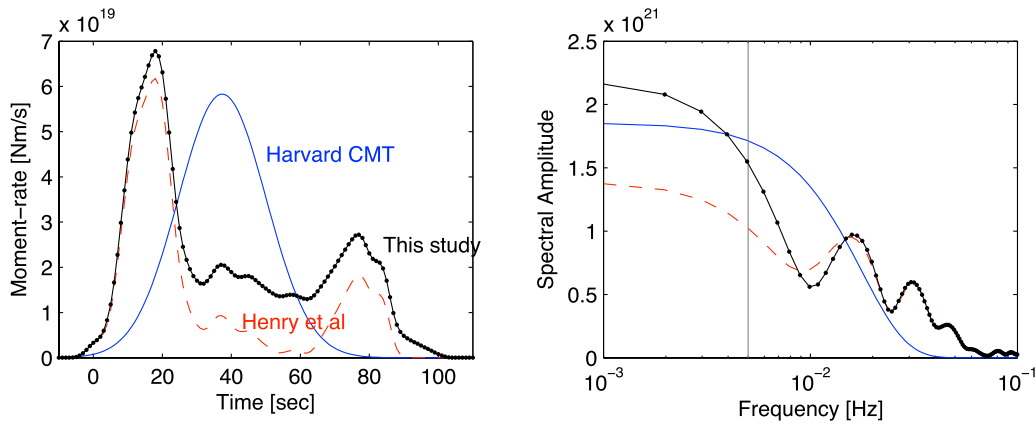 x 10^19
7
6
5
4
3
2
1
0
0 20 40 60 80 100
Moment−rate [Nm/s]
Time [sec]
Harvard CMT
This study
Henry et al
x 10^21
2.5
2
1.5
1
0.5
0
10^−3 10^−2 10^−1
Spectral Amplitude
Frequency [Hz]